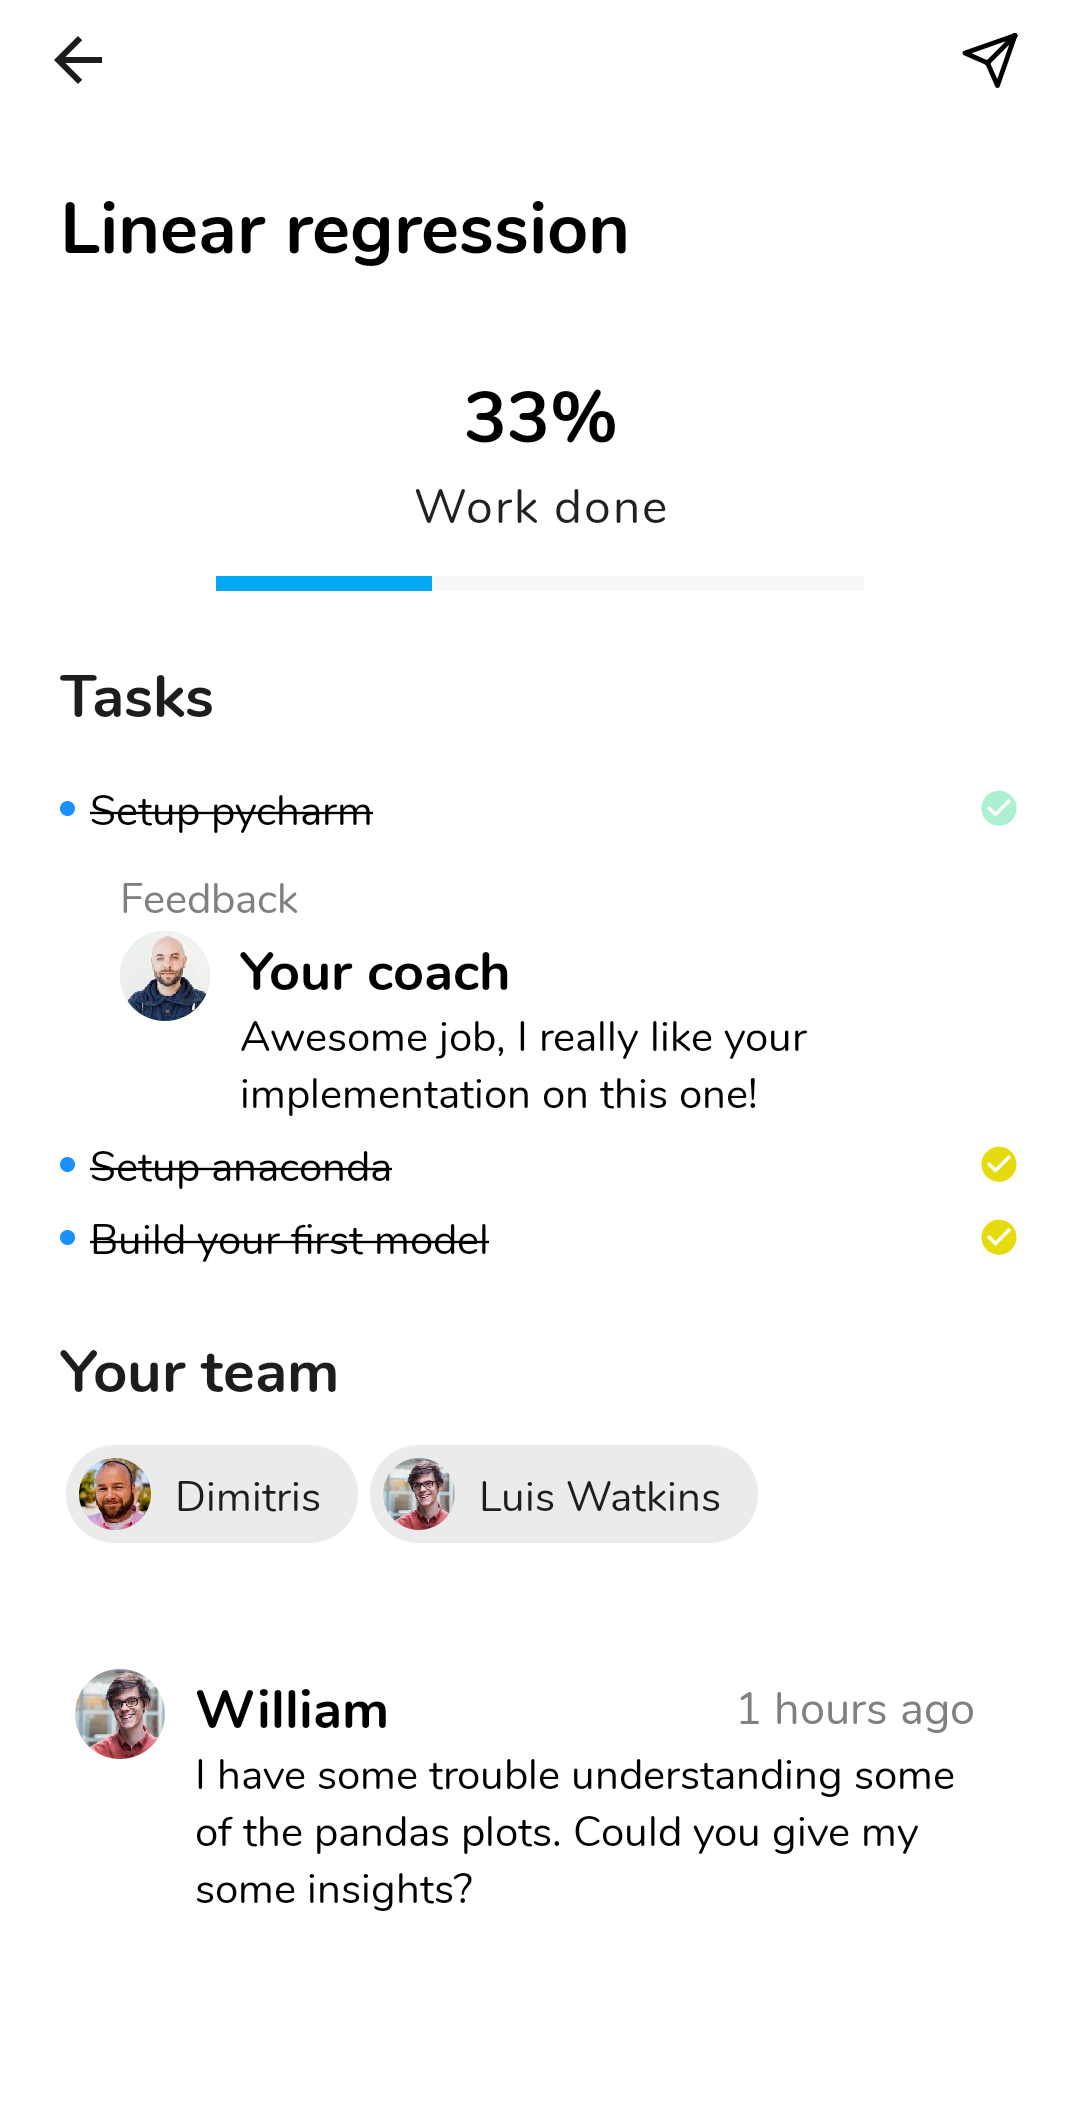 Linear regression
33%
Work done
Tasks
Setup pycharm
Feedback
Your coach
Awesome job, I really like your
implementation on this one!
Setup anaconda
Build your first model
Your team
Dimitris
Luis Watkins
William
1 hours ago
I have some trouble understanding some
of the pandas plots. Could you give my
some insights?